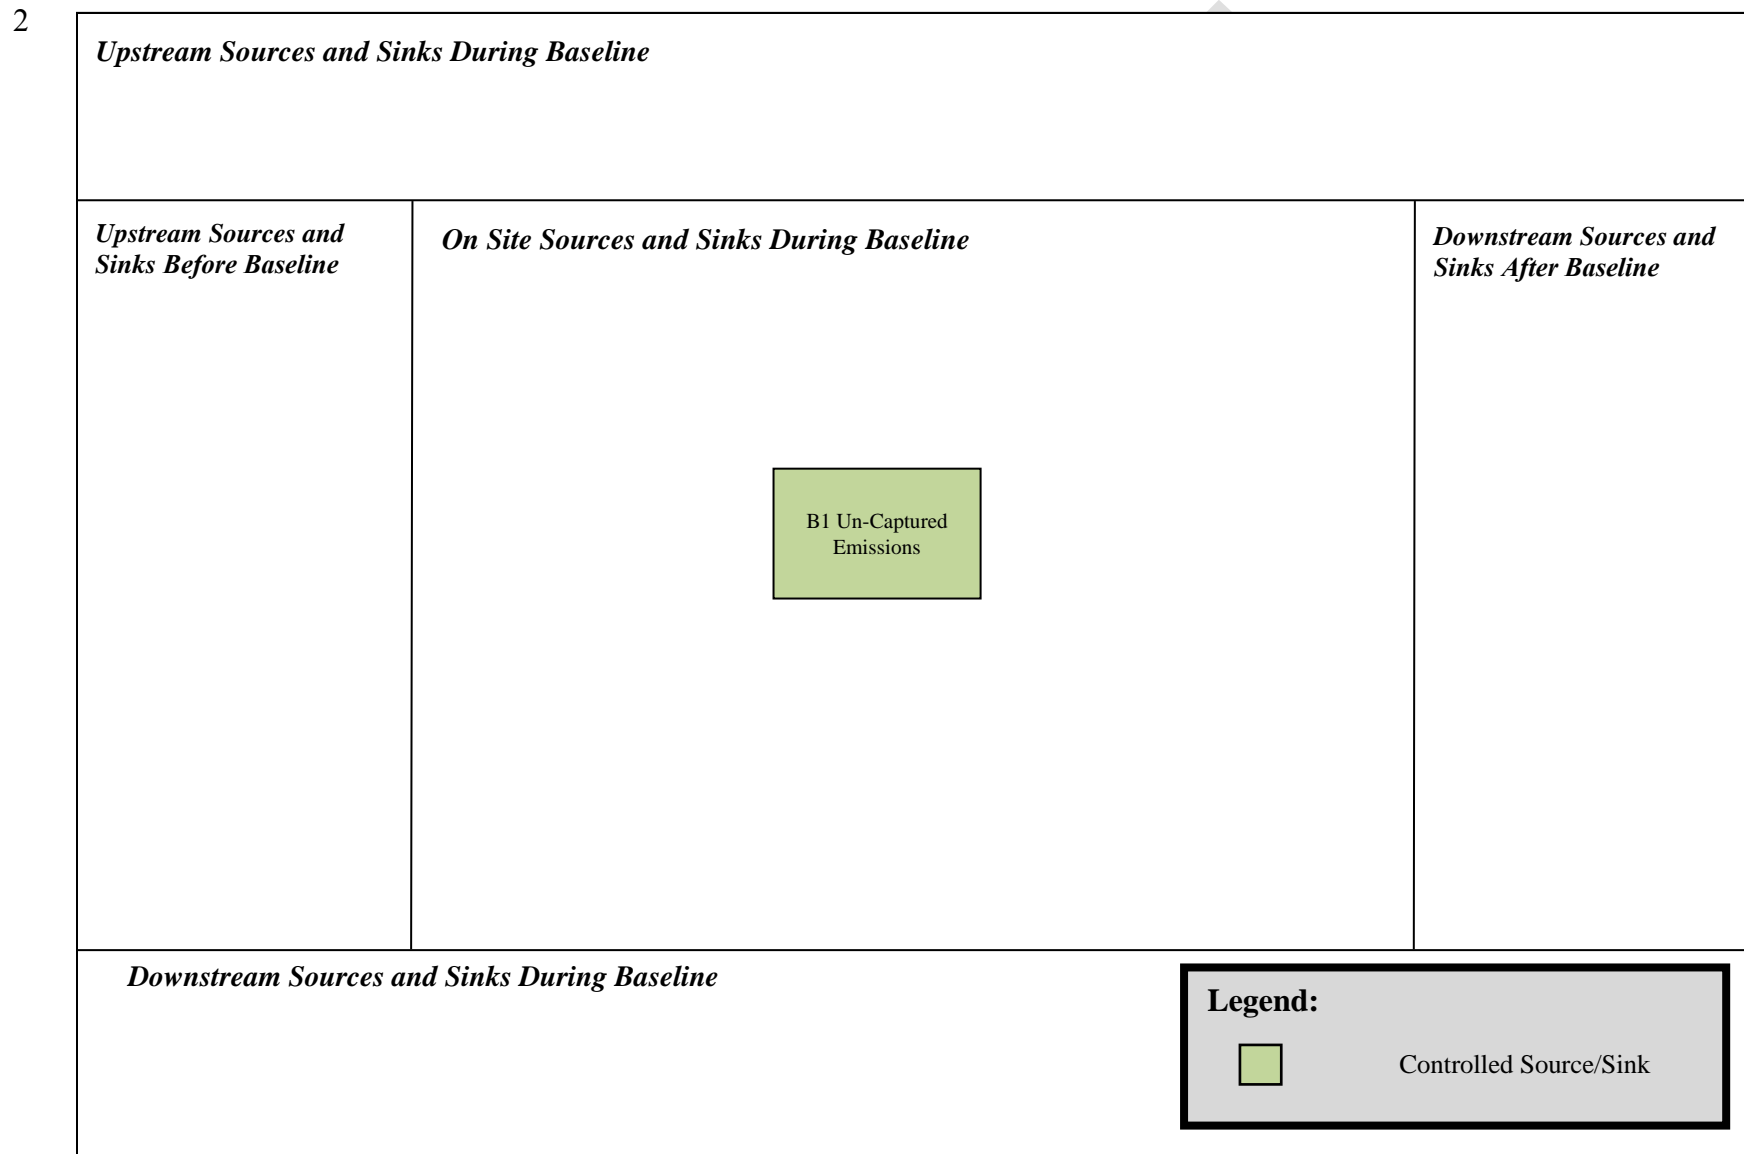 2
Upstream Sources and Sinks During Baseline
Upstream Sources and
Sinks Before Baseline
On Site Sources and Sinks During Baseline
Downstream Sources and
Sinks After Baseline
B1 Un-Captured
Emissions
Downstream Sources and Sinks During Baseline
Legend:
Controlled Source/Sink